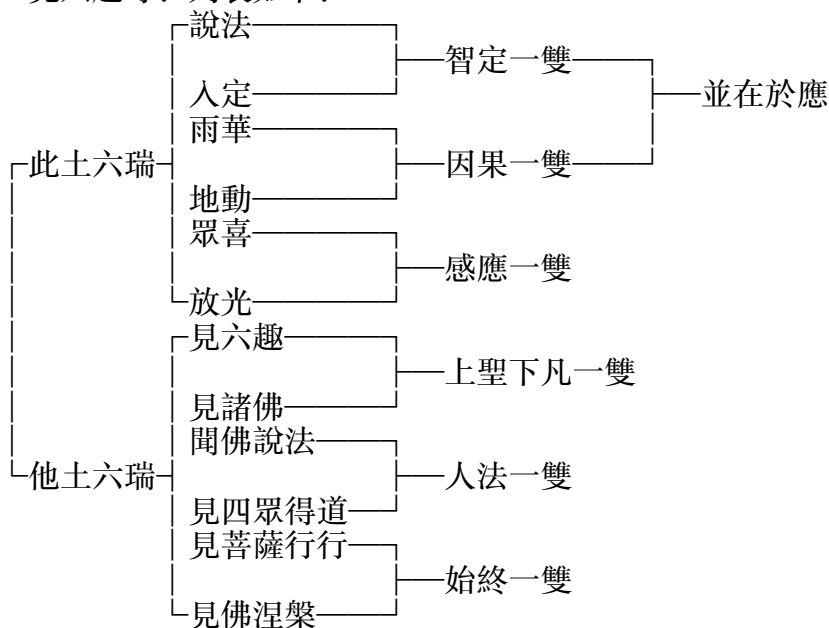 說法
智定一雙
入定
並在於應
雨華
此土六瑞
因果一雙
地動
眾喜
感應一雙
放光
見六趣
上聖下凡一雙
見諸佛
聞佛說法
他土六瑞
人法一雙
見四眾得道
見菩薩行行
始終一雙
見佛涅槃